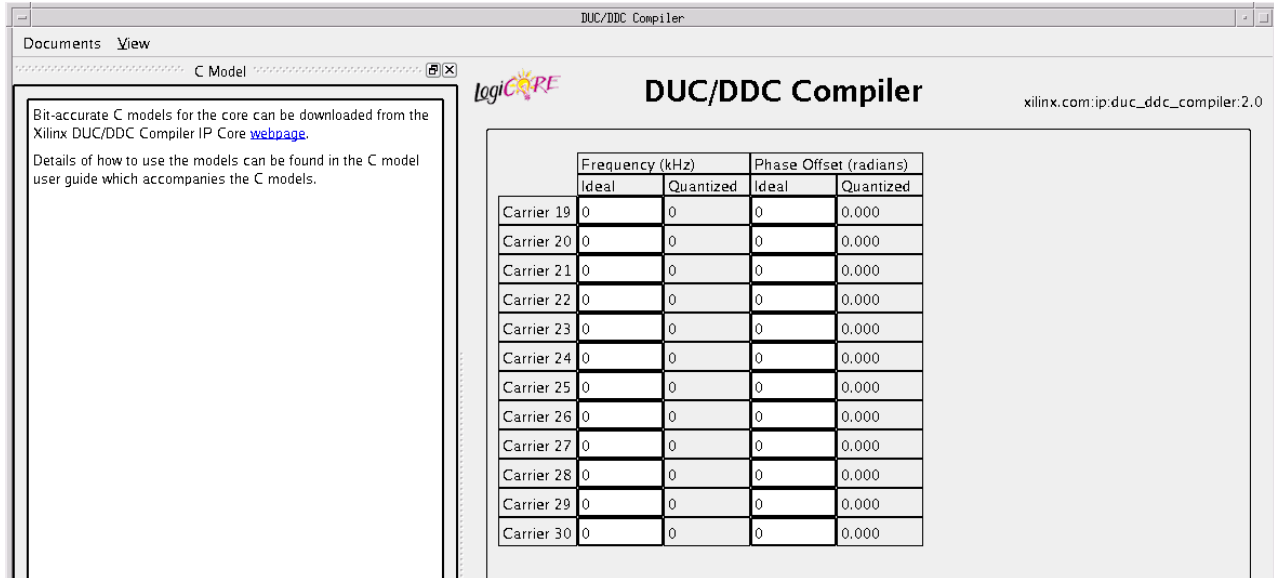 DUC/DDC Compiler
Documents View
C Model
Bit-accurate C models for the core can be downloaded from the
Xilinx DUC/DDC Compiler IP Core webpage.
Details of how to use the models can be found in the C model
user guide which accompanies the C models.
LogiCORE
DUC/DDC Compiler
xilinx.com:ip:duc_ddc_compiler:2.0
Frequency (kHz) Phase Offset (radians)
Ideal Quantized Ideal Quantized
Carrier 19 0 0 0 0.000
Carrier 20 0 0 0 0.000
Carrier 21 0 0 0 0.000
Carrier 22 0 0 0 0.000
Carrier 23 0 0 0 0.000
Carrier 24 0 0 0 0.000
Carrier 25 0 0 0 0.000
Carrier 26 0 0 0 0.000
Carrier 27 0 0 0 0.000
Carrier 28 0 0 0 0.000
Carrier 29 0 0 0 0.000
Carrier 30 0 0 0 0.000